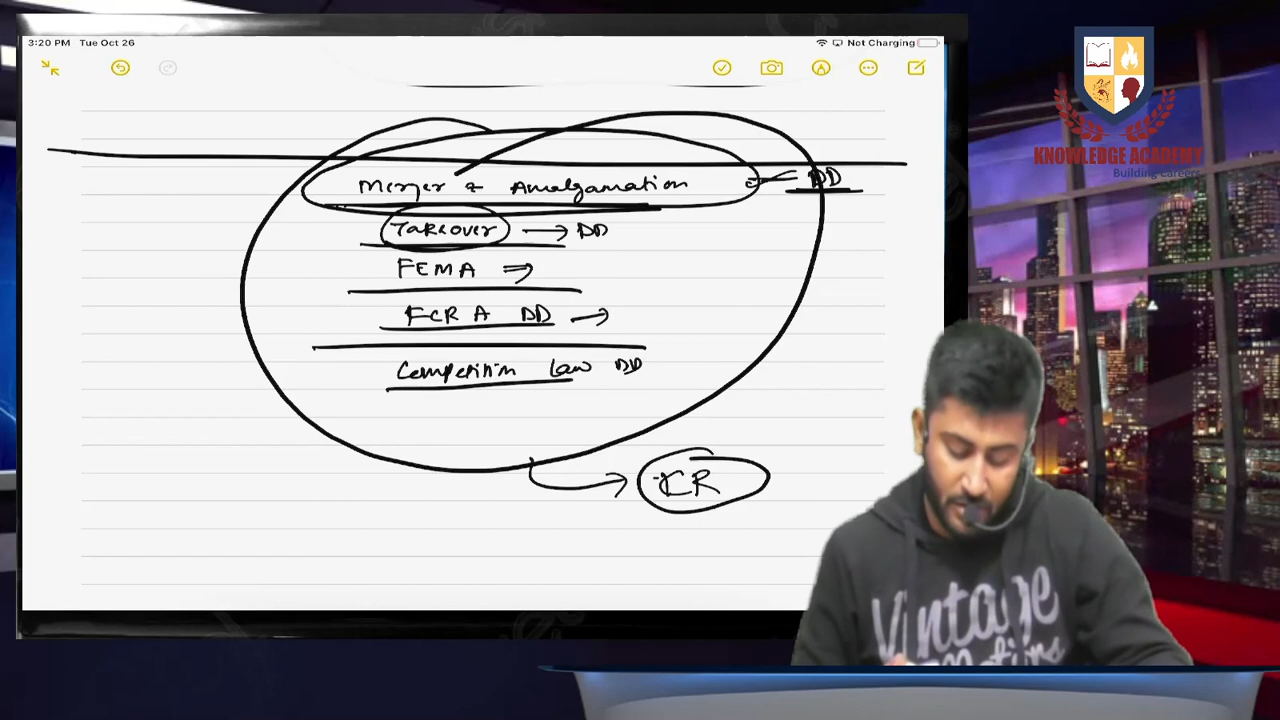 3:20 PM Tue Oct 26
Not Charging
KNOWLEDGE ACADEMY
Building Careers
Merger & Amalgamation ← DD
Takeover → DD
FEMA ⇒
FCRA DD →
Competition Law DD
CR
Vintage